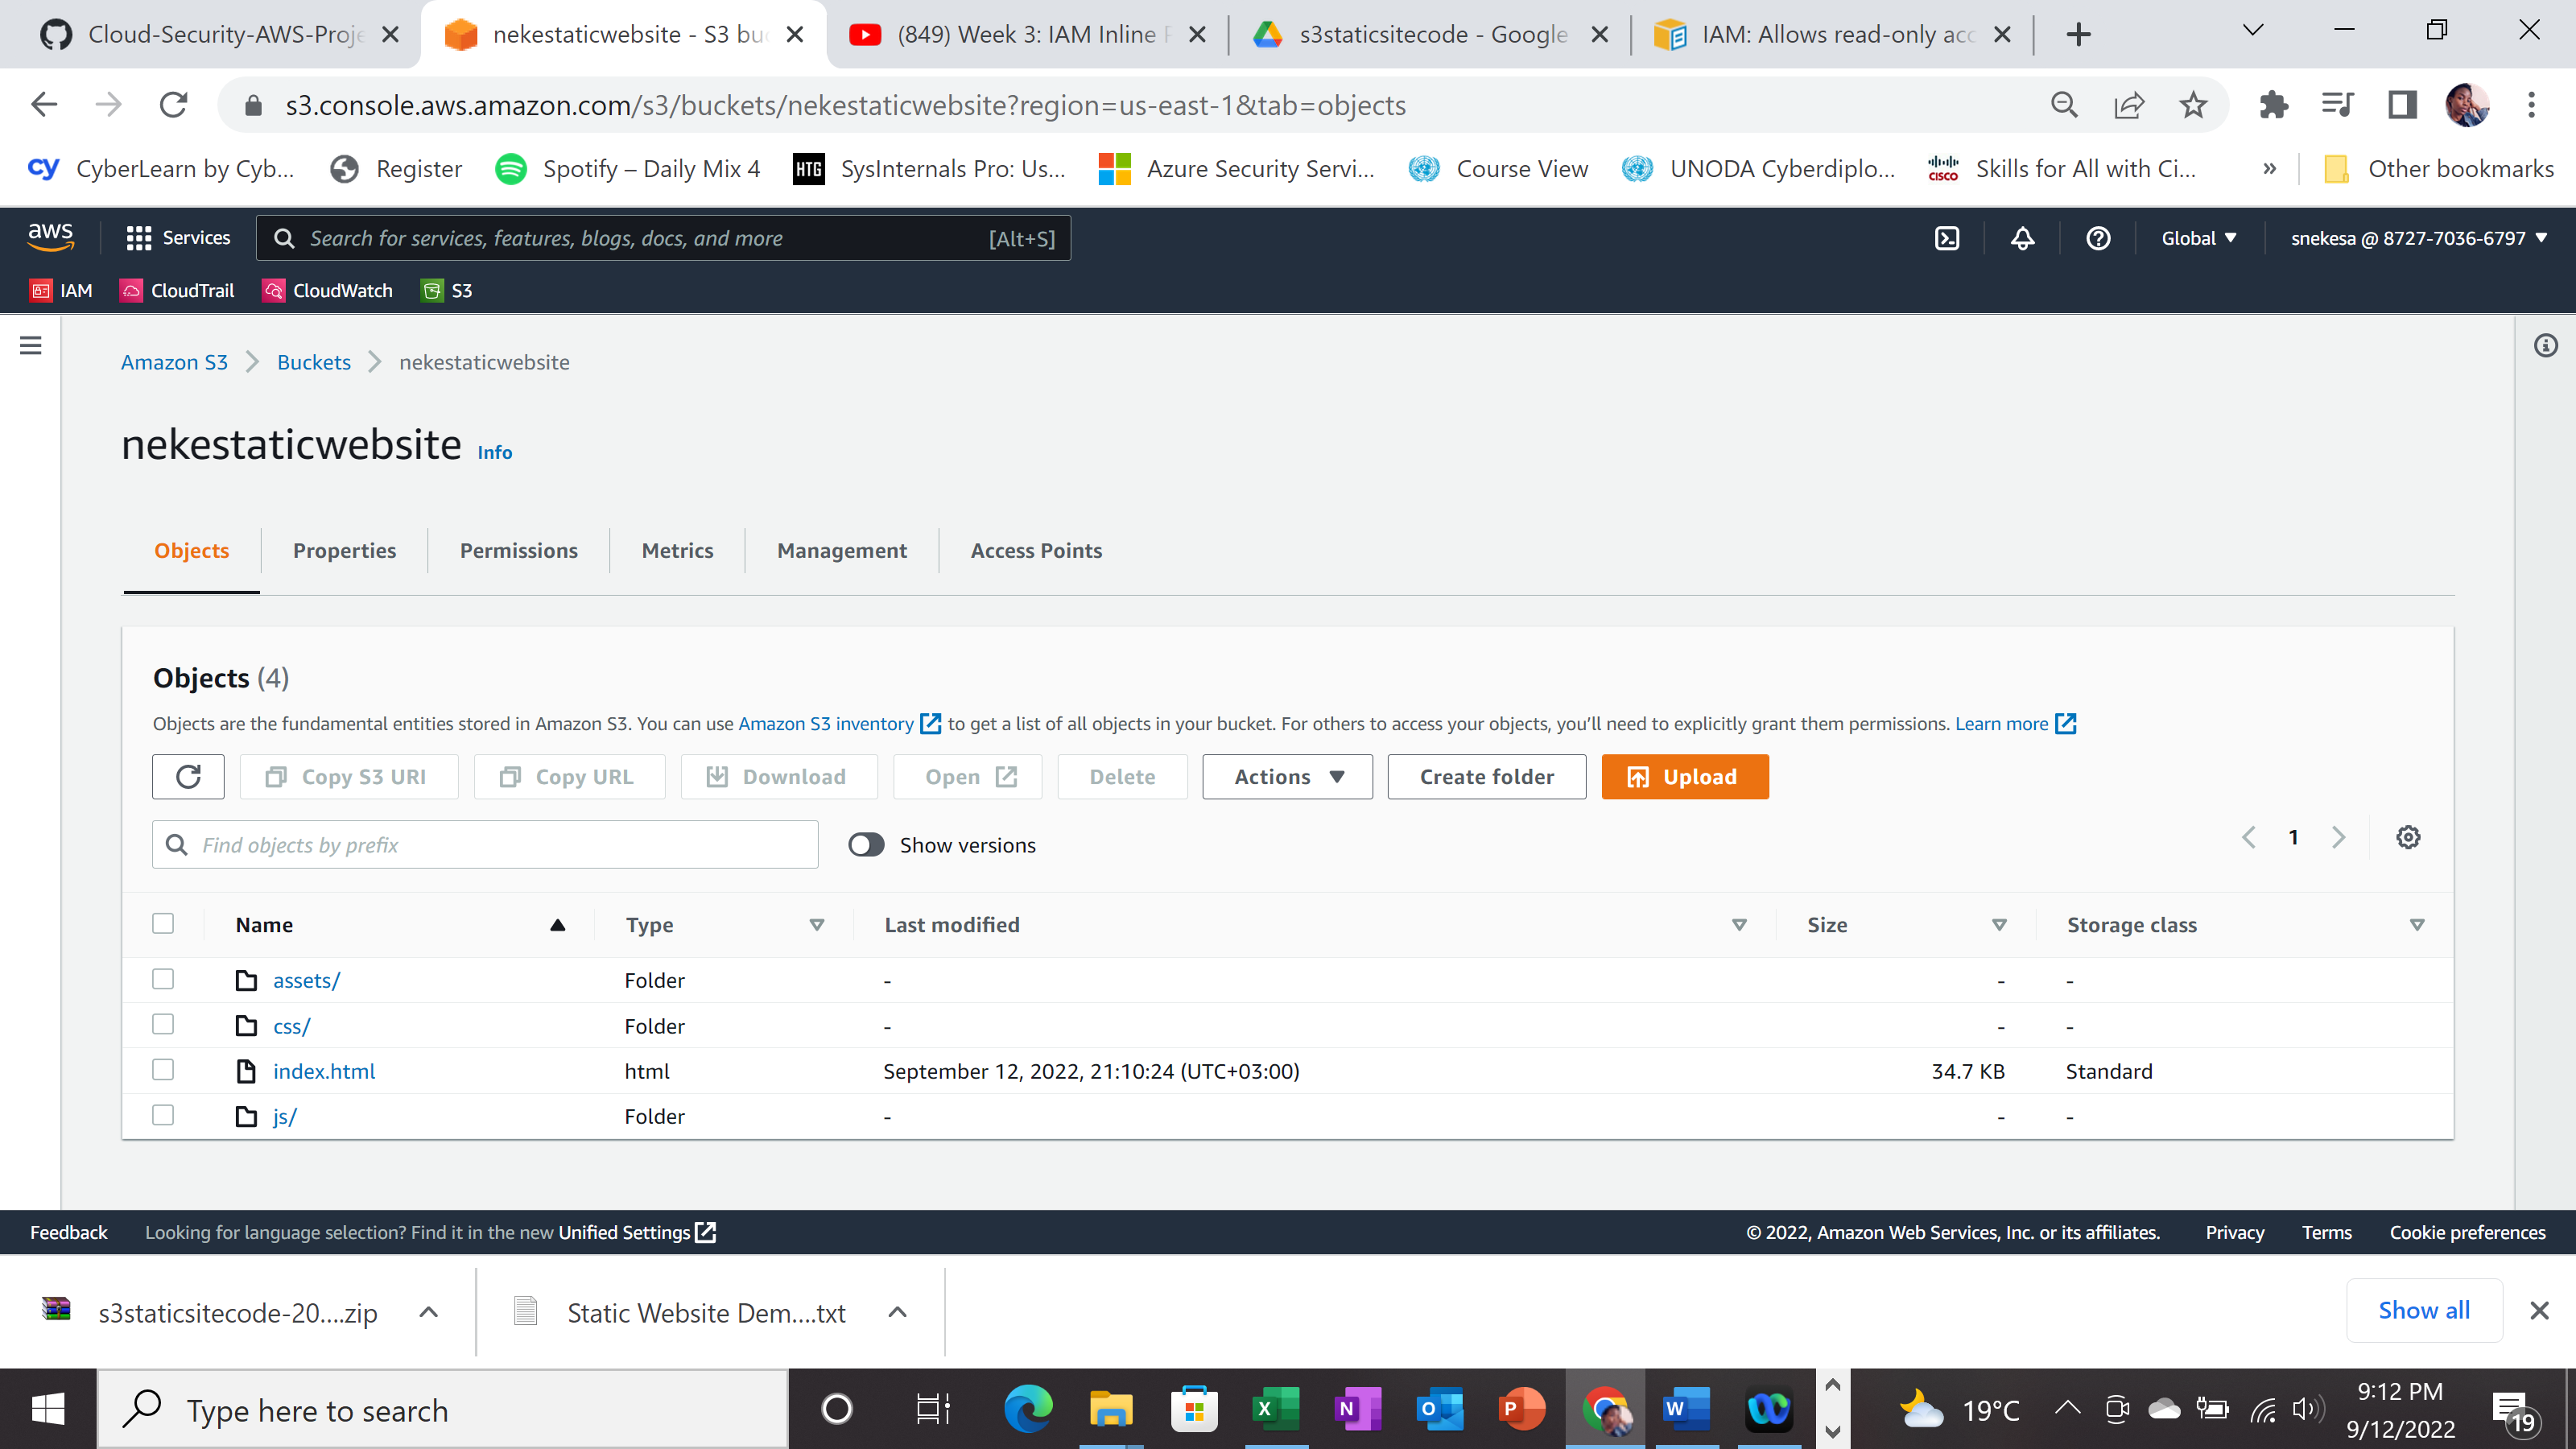 Cloud-Security-AWS-Proje
nekestaticwebsite - S3 buc
(849) Week 3: IAM Inline P
s3staticsitecode - Google
IAM: Allows read-only acc
s3.console.aws.amazon.com/s3/buckets/nekestaticwebsite?region=us-east-1&tab=objects
cy CyberLearn by Cyb...
Register
Spotify – Daily Mix 4
HTG SysInternals Pro: Us...
Azure Security Servi...
Course View
UNODA Cyberdiplo...
CISCO Skills for All with Ci...
»
Other bookmarks
aws
Services
Search for services, features, blogs, docs, and more [Alt+S]
Global
snekesa @ 8727-7036-6797
IAM
CloudTrail
CloudWatch
S3
Amazon S3 > Buckets > nekestaticwebsite
nekestaticwebsite Info
Objects
Properties
Permissions
Metrics
Management
Access Points
Objects (4)
Objects are the fundamental entities stored in Amazon S3. You can use Amazon S3 inventory to get a list of all objects in your bucket. For others to access your objects, you’ll need to explicitly grant them permissions. Learn more
Copy S3 URI
Copy URL
Download
Open
Delete
Actions
Create folder
Upload
Find objects by prefix
Show versions
1
Name Type Last modified Size Storage class
assets/ Folder - - -
css/ Folder - - -
index.html html September 12, 2022, 21:10:24 (UTC+03:00) 34.7 KB Standard
js/ Folder - - -
Feedback
Looking for language selection? Find it in the new Unified Settings
© 2022, Amazon Web Services, Inc. or its affiliates.
Privacy
Terms
Cookie preferences
s3staticsitecode-20....zip
Static Website Dem....txt
Show all
Type here to search
19°C
9:12 PM
9/12/2022
19